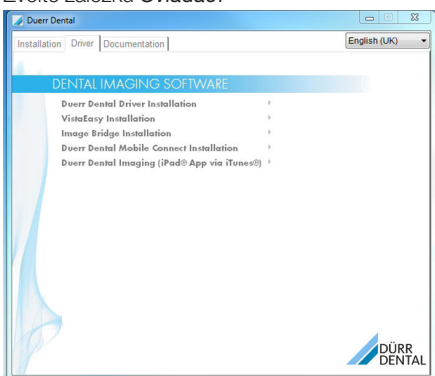 Zvolte záložku Ovladač.
Duerr Dental
Installation Driver Documentation English (UK)
DENTAL IMAGING SOFTWARE
Duerr Dental Driver Installation
VistaEasy Installation
Image Bridge Installation
Duerr Dental Mobile Connect Installation
Duerr Dental Imaging (iPad® App via iTunes®)
DÜRR
DENTAL